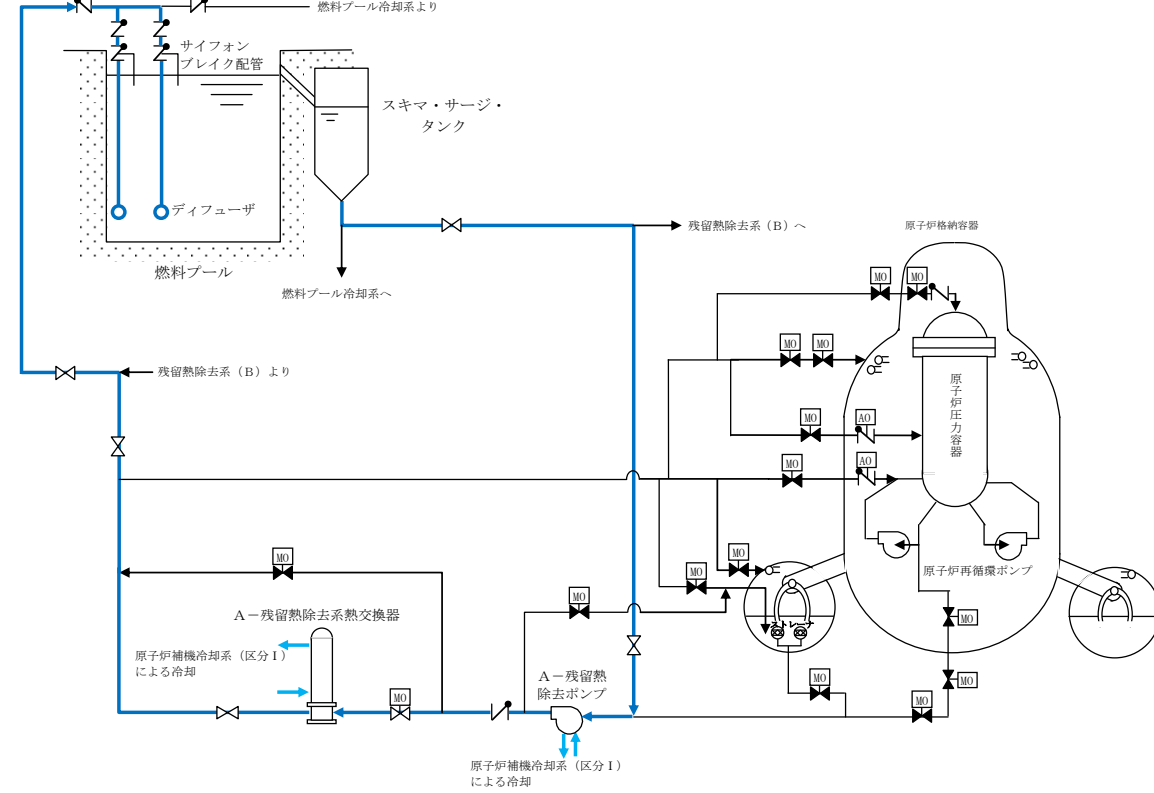 燃料プール冷却系より
サイフォン
ブレイク配管
スキマ・サージ・
タンク
ディフューザ
燃料プール
燃料プール冷却系へ
残留熱除去系（B）へ
原子炉格納容器
MO
MO
MO
MO
残留熱除去系（B）より
原子炉圧力容器
MO
AO
MO
AO
MO
MO
MO
原子炉再循環ポンプ
MO
A－残留熱除去系熱交換器
MO
ストレーナ
原子炉補機冷却系（区分Ⅰ）
による冷却
A－残留熱
除去ポンプ
MO
MO
MO
MO
原子炉補機冷却系（区分Ⅰ）
による冷却